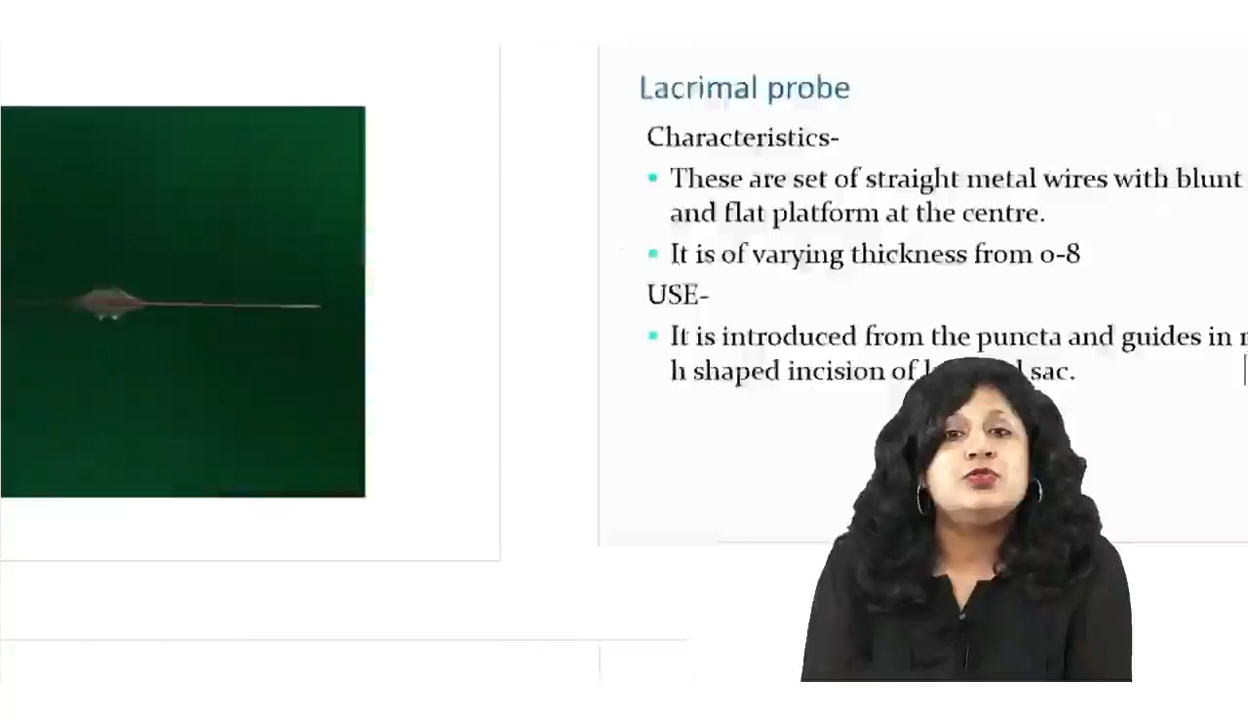 Lacrimal probe
Characteristics-
These are set of straight metal wires with blunt
and flat platform at the centre.
It is of varying thickness from 0-8
USE-
It is introduced from the puncta and guides in
h shaped incision of sac.